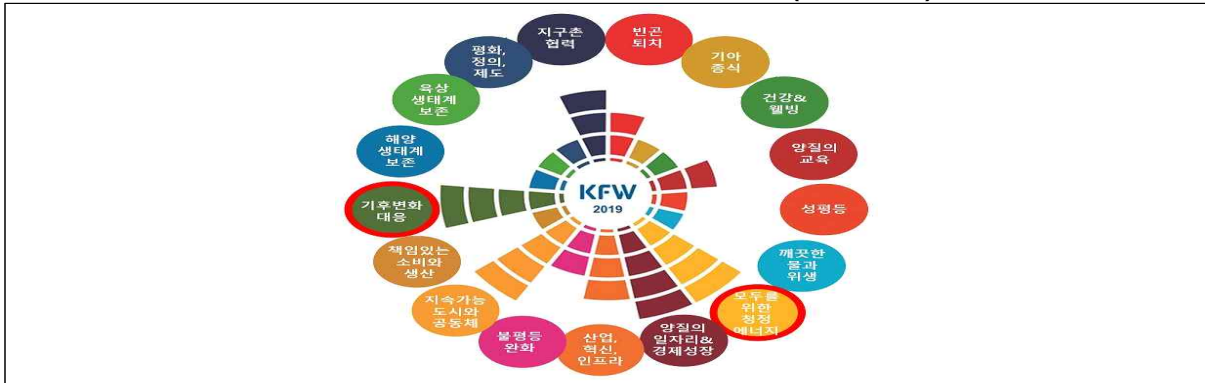 지구촌
협력
빈곤
퇴치
기아
종식
건강&
웰빙
양질의
교육
성평등
깨끗한
물과
위생
모두를
위한
청정
에너지
양질의
일자리&
경제성장
산업,
혁신,
인프라
불평등
완화
지속가능
도시와
공동체
책임있는
소비와
생산
기후변화
대응
해양
생태계
보존
육상
생태계
보존
평화,
정의,
제도
KFW
2019